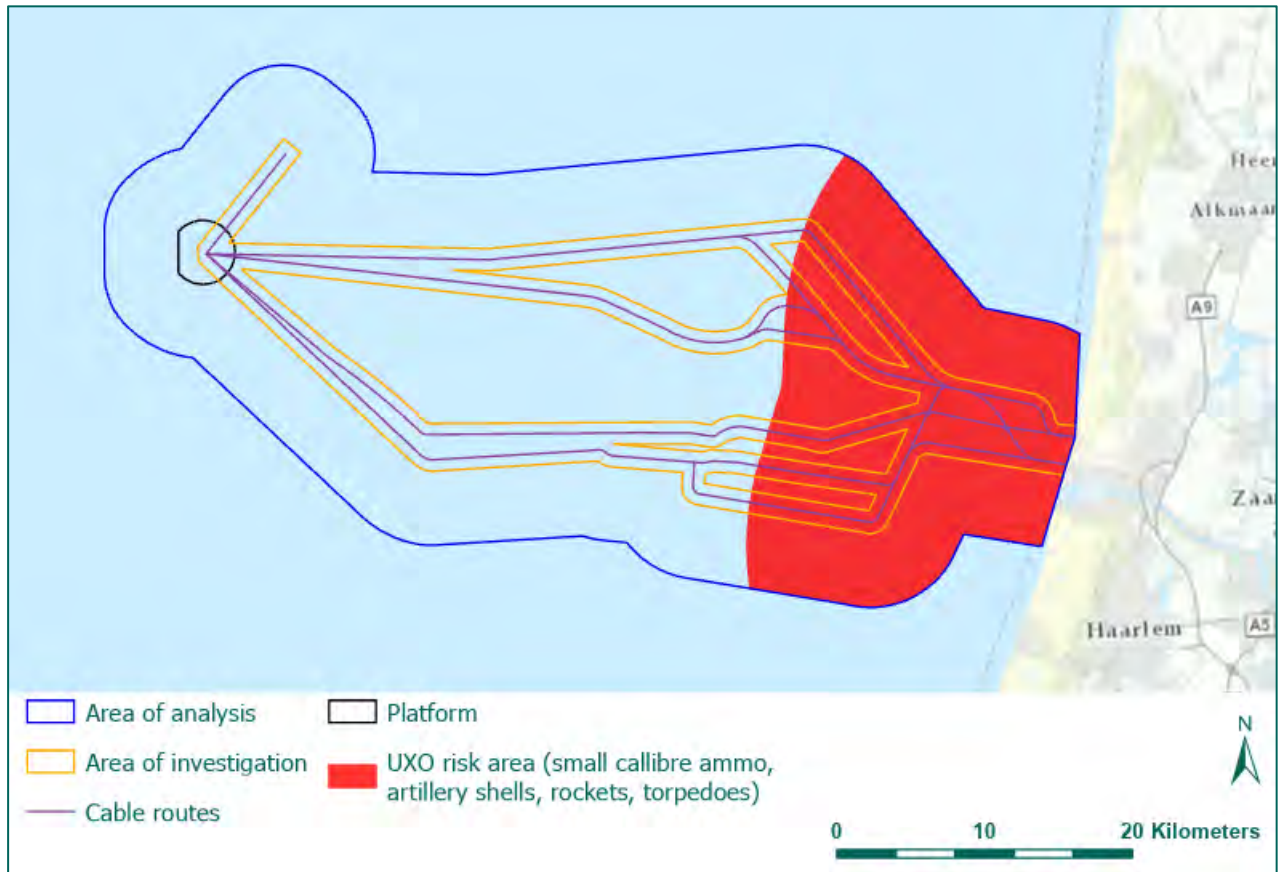 Heer
Alkmaar
A9
Zaa
Haarlem
A5
Area of analysis
Platform
Area of investigation
UXO risk area (small callibre ammo,
artillery shells, rockets, torpedoes)
Cable routes
N
0 10 20 Kilometers